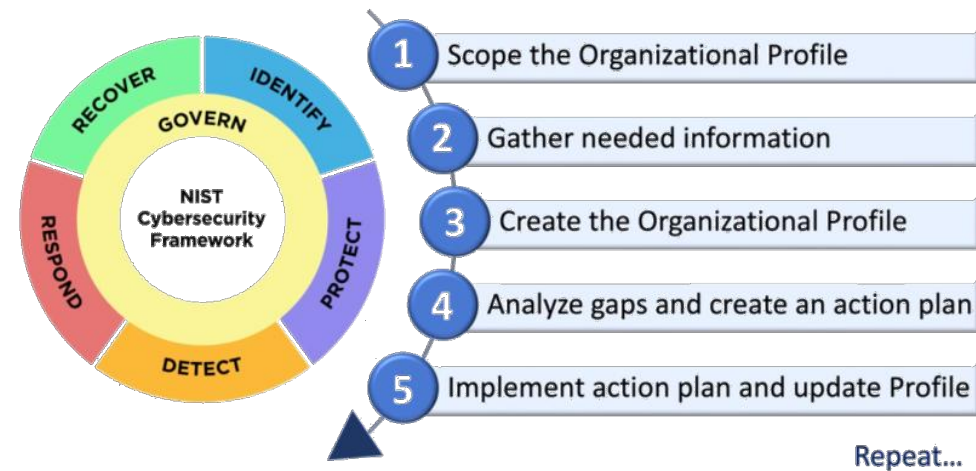 RECOVER
IDENTIFY
GOVERN
NIST
Cybersecurity
Framework
RESPOND
PROTECT
DETECT
1 Scope the Organizational Profile
2 Gather needed information
3 Create the Organizational Profile
4 Analyze gaps and create an action plan
5 Implement action plan and update Profile
Repeat...